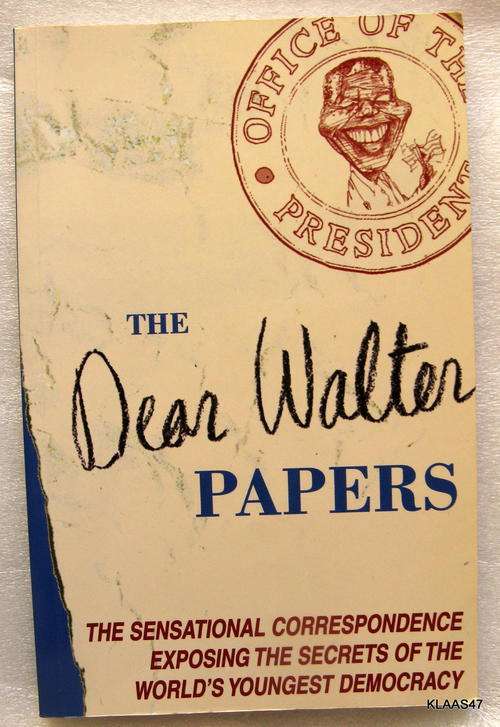 OFFICE OF THE
PRESIDENT
THE
Dear Walter
PAPERS
THE SENSATIONAL CORRESPONDENCE
EXPOSING THE SECRETS OF THE
WORLD'S YOUNGEST DEMOCRACY
KLAAS47